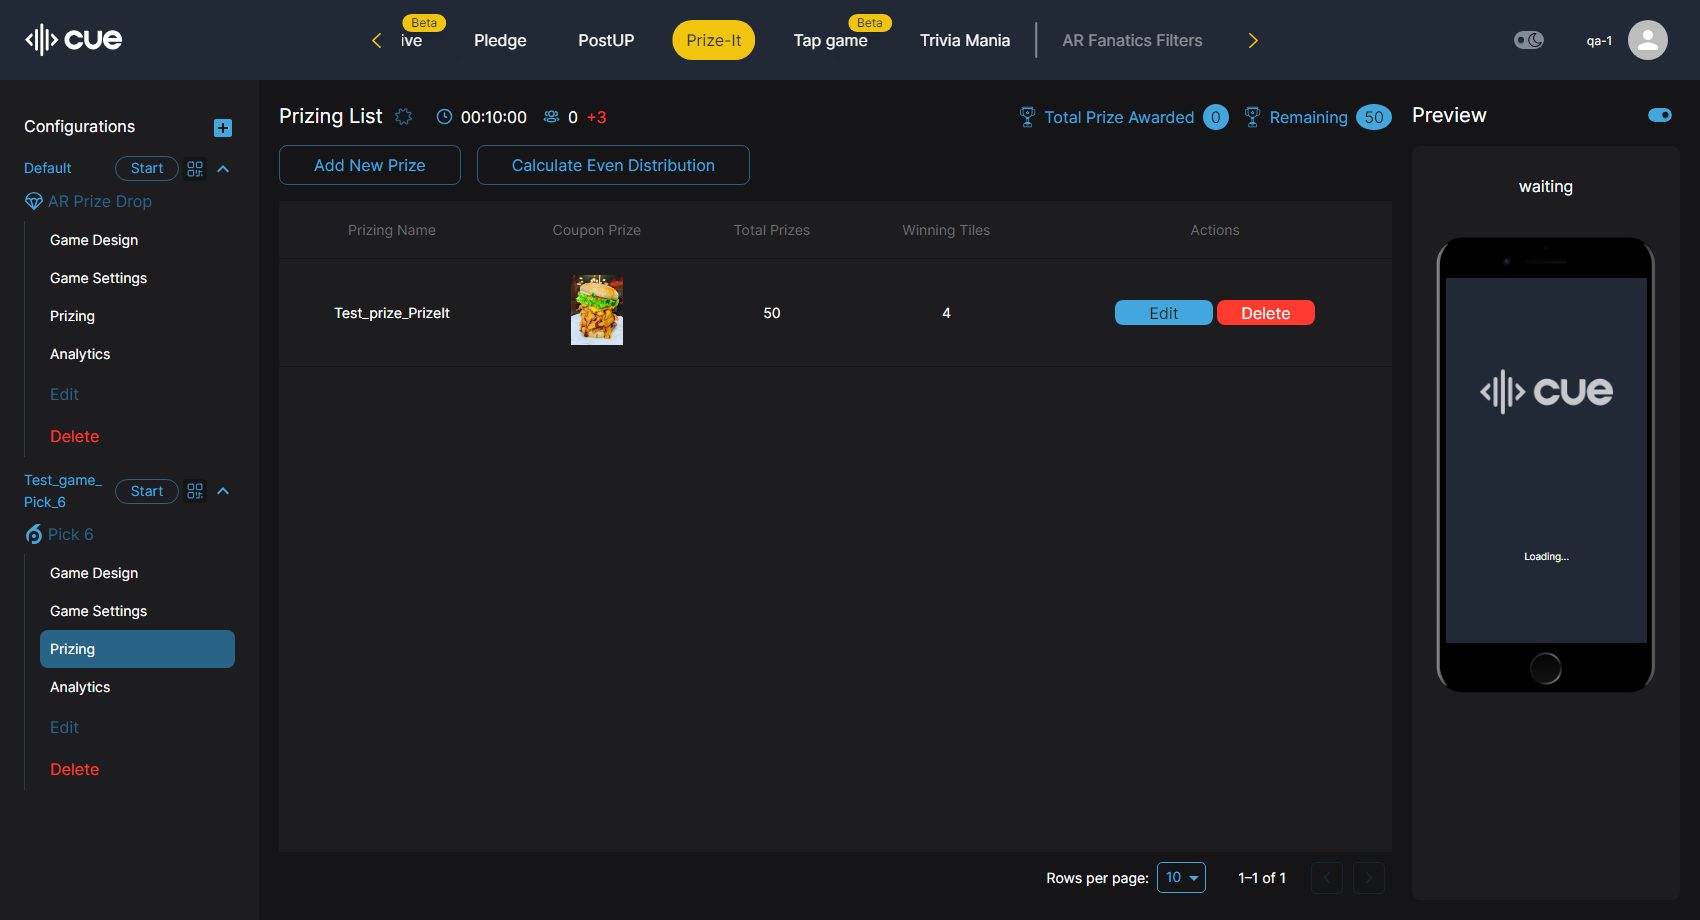 cue
Beta
Beta
ive
Pledge
PostUP
Prize-It
Tap game
Trivia Mania
AR Fanatics Filters
qa-1
Configurations
Default
Start
AR Prize Drop
Game Design
Game Settings
Prizing
Analytics
Edit
Delete
Test_game_
Pick_6
Start
Pick 6
Game Design
Game Settings
Prizing
Analytics
Edit
Delete
Prizing List
00:10:00
0 +3
Total Prize Awarded 0
Remaining 50
Add New Prize
Calculate Even Distribution
Prizing Name
Coupon Prize
Total Prizes
Winning Tiles
Actions
Test_prize_PrizeIt
50
4
Edit
Delete
Rows per page: 10
1–1 of 1
Preview
waiting
cue
Loading...